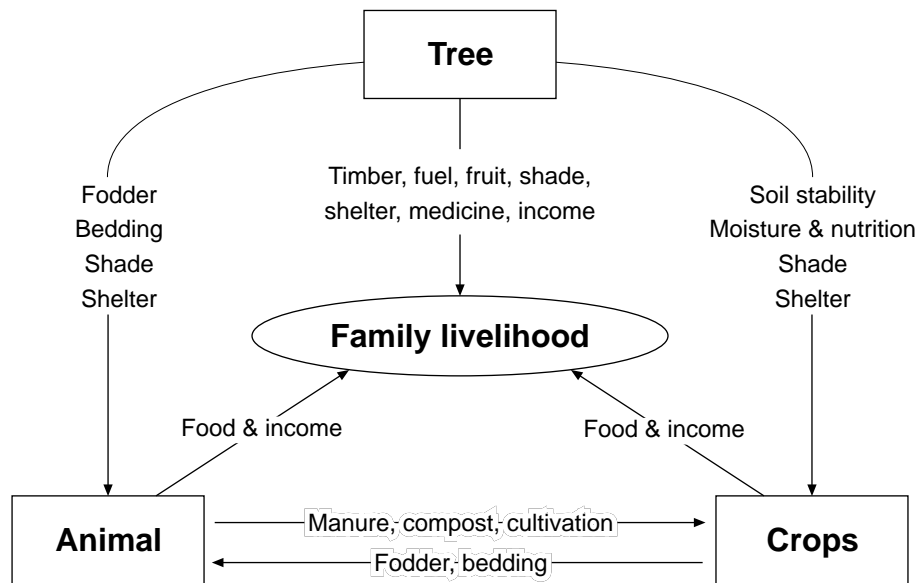 Tree
Timber, fuel, fruit, shade,
shelter, medicine, income
Fodder
Bedding
Shade
Shelter
Soil stability
Moisture & nutrition
Shade
Shelter
Family livelihood
Food & income
Food & income
Animal
Manure, compost, cultivation
Fodder, bedding
Crops